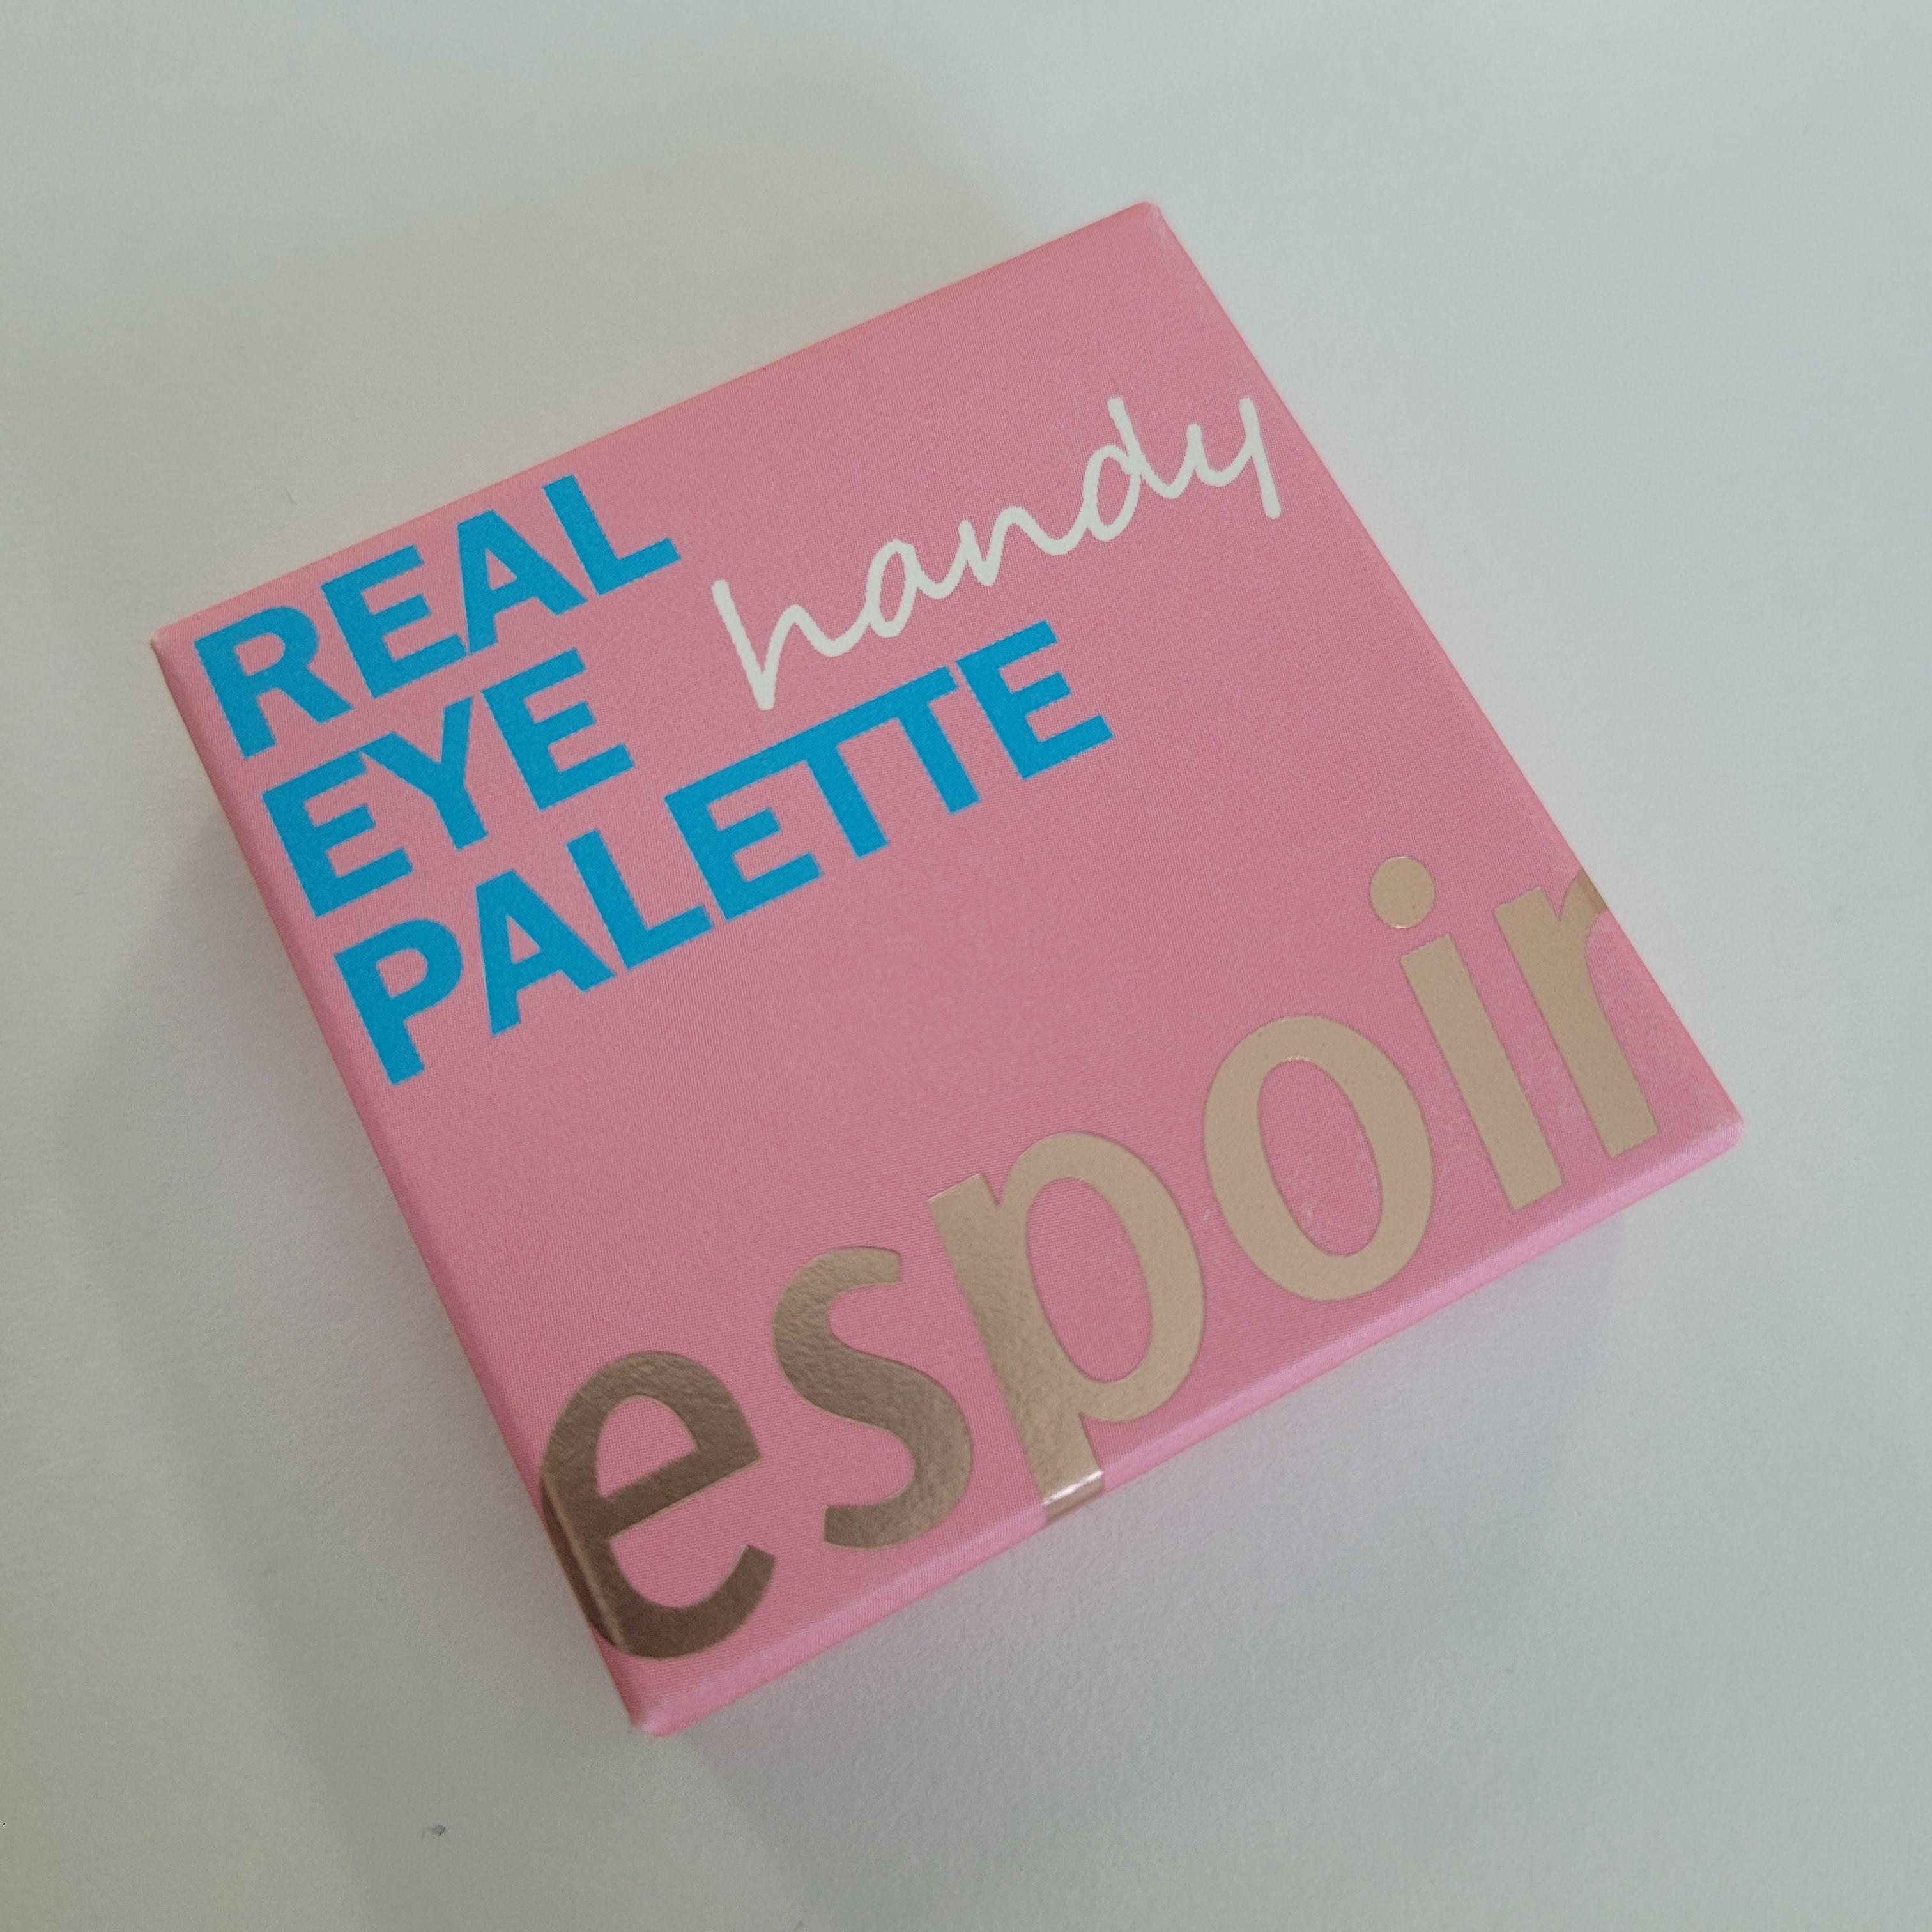 REAL
EYE handy
PALETTE
espoir